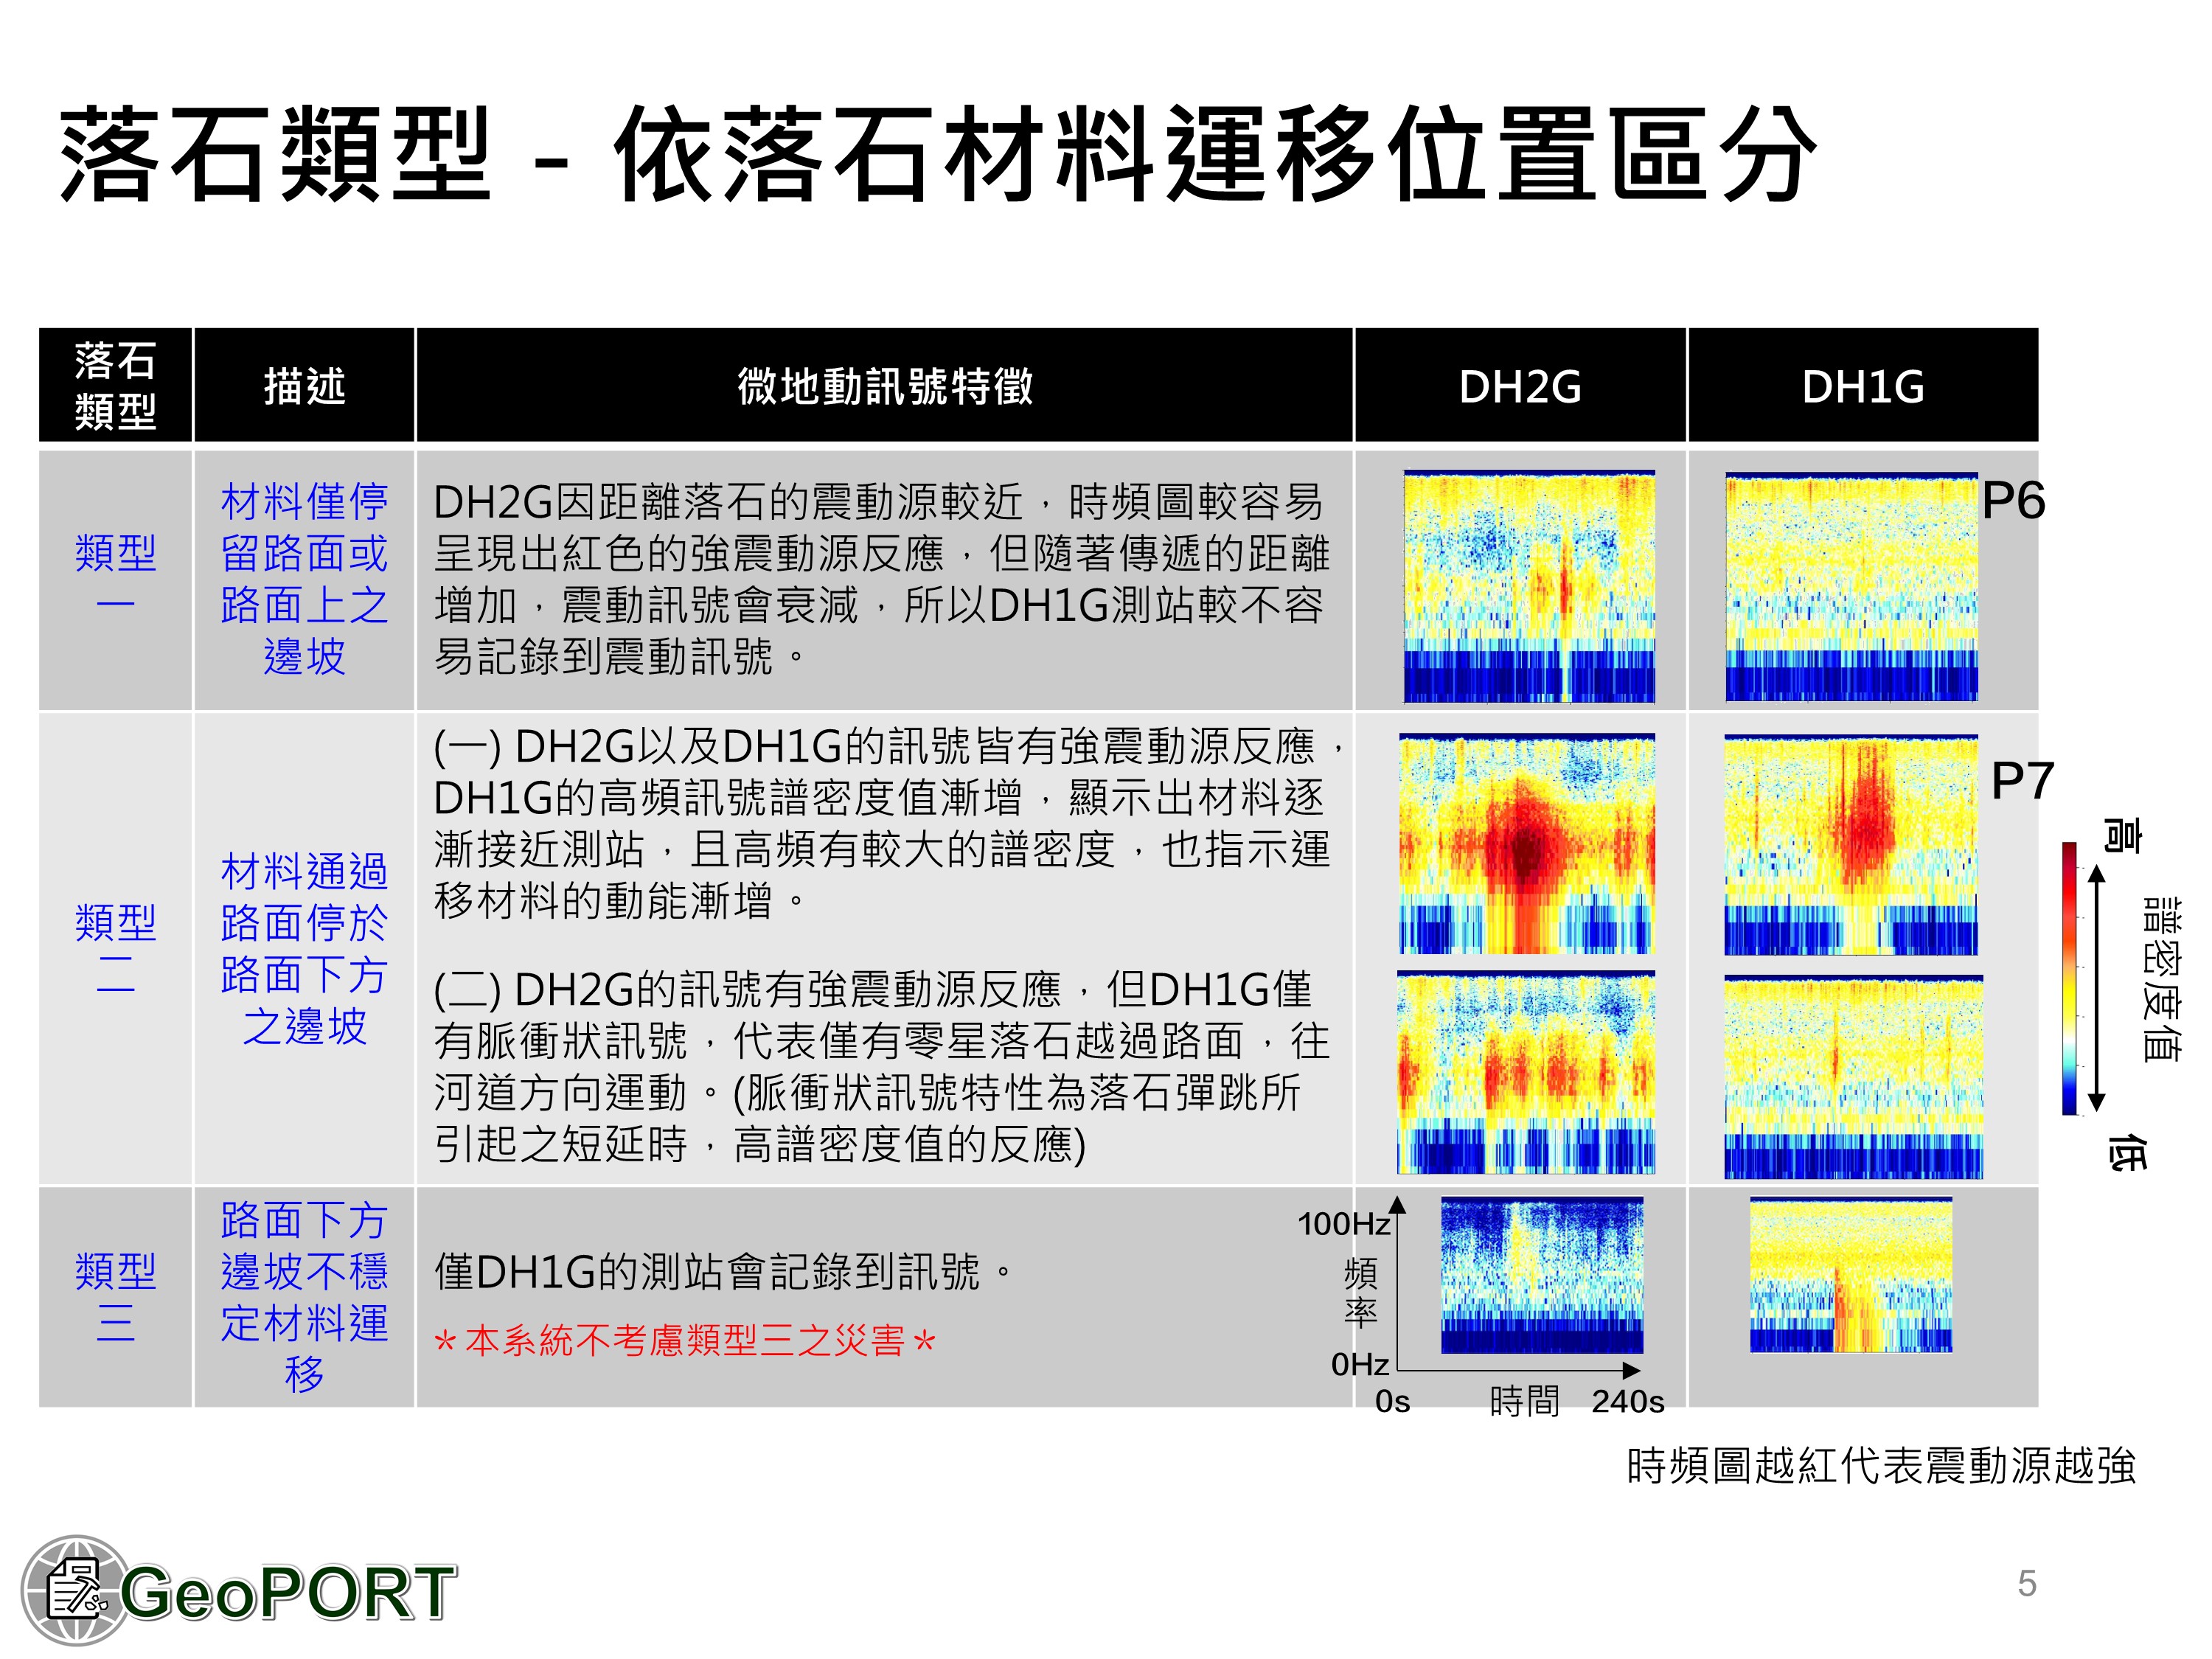 落石類型 - 依落石材料運移位置區分
落石
類型
描述
微地動訊號特徵
DH2G
DH1G
類型
一
材料僅停
留路面或
路面上之
邊坡
DH2G因距離落石的震動源較近，時頻圖較容易
呈現出紅色的強震動源反應，但隨著傳遞的距離
增加，震動訊號會衰減，所以DH1G測站較不容
易記錄到震動訊號。
P6
類型
二
材料通過
路面停於
路面下方
之邊坡
(一) DH2G以及DH1G的訊號皆有強震動源反應，
DH1G的高頻訊號譜密度值漸增，顯示出材料逐
漸接近測站，且高頻有較大的譜密度，也指示運
移材料的動能漸增。
(二) DH2G的訊號有強震動源反應，但DH1G僅
有脈衝狀訊號，代表僅有零星落石越過路面，往
河道方向運動。(脈衝狀訊號特性為落石彈跳所
引起之短延時，高譜密度值的反應)
P7
高
譜密度值
低
類型
三
路面下方
邊坡不穩
定材料運
移
僅DH1G的測站會記錄到訊號。
＊本系統不考慮類型三之災害＊
100Hz
頻
率
0Hz
0s
時間
240s
時頻圖越紅代表震動源越強
GeoPORT
5